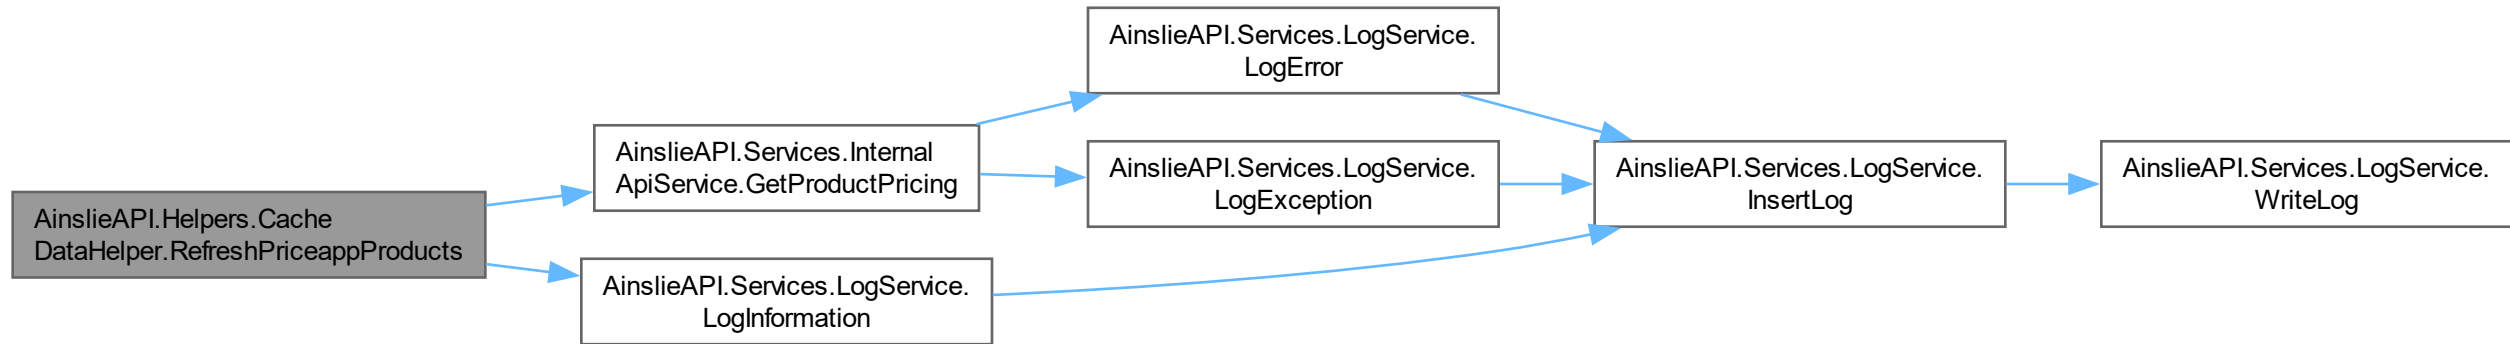 AinslieAPI.Helpers.Cache
DataHelper.RefreshPriceappProducts
AinslieAPI.Services.Internal
ApiService.GetProductPricing
AinslieAPI.Services.LogService.
LogError
AinslieAPI.Services.LogService.
LogException
AinslieAPI.Services.LogService.
LogInformation
AinslieAPI.Services.LogService.
InsertLog
AinslieAPI.Services.LogService.
WriteLog